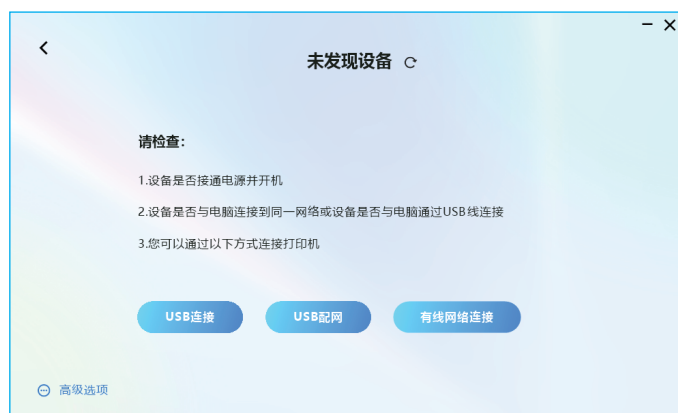 未发现设备
请检查：
1.设备是否接通电源并开机
2.设备是否与电脑连接到同一网络或设备是否与电脑通过USB线连接
3.您可以通过以下方式连接打印机
USB连接 USB配网 有线网络连接
高级选项